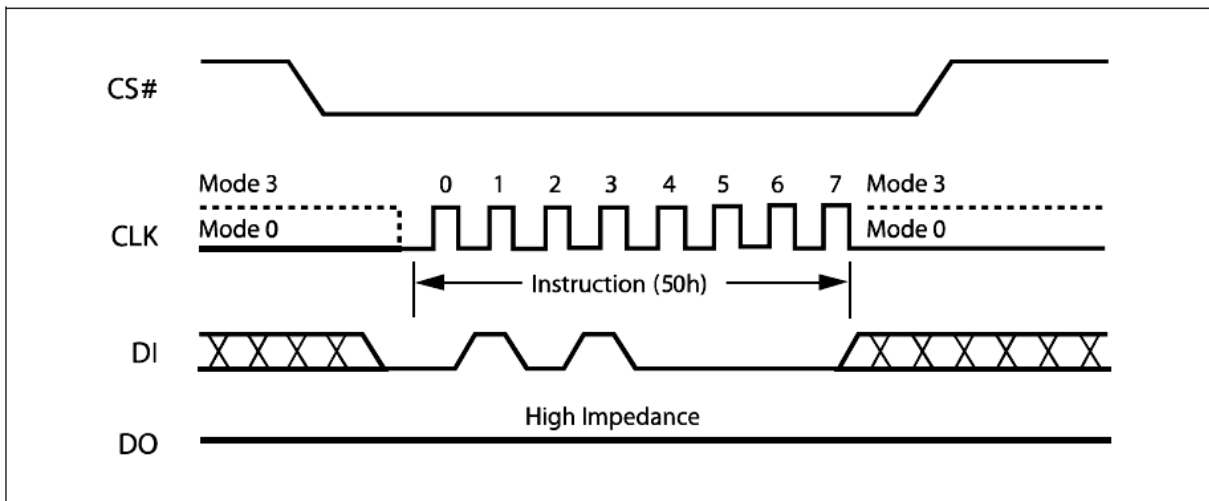 CS#
Mode 3 0 1 2 3 4 5 6 7 Mode 3
CLK Mode 0 Mode 0
Instruction (50h)
DI
High Impedance
DO